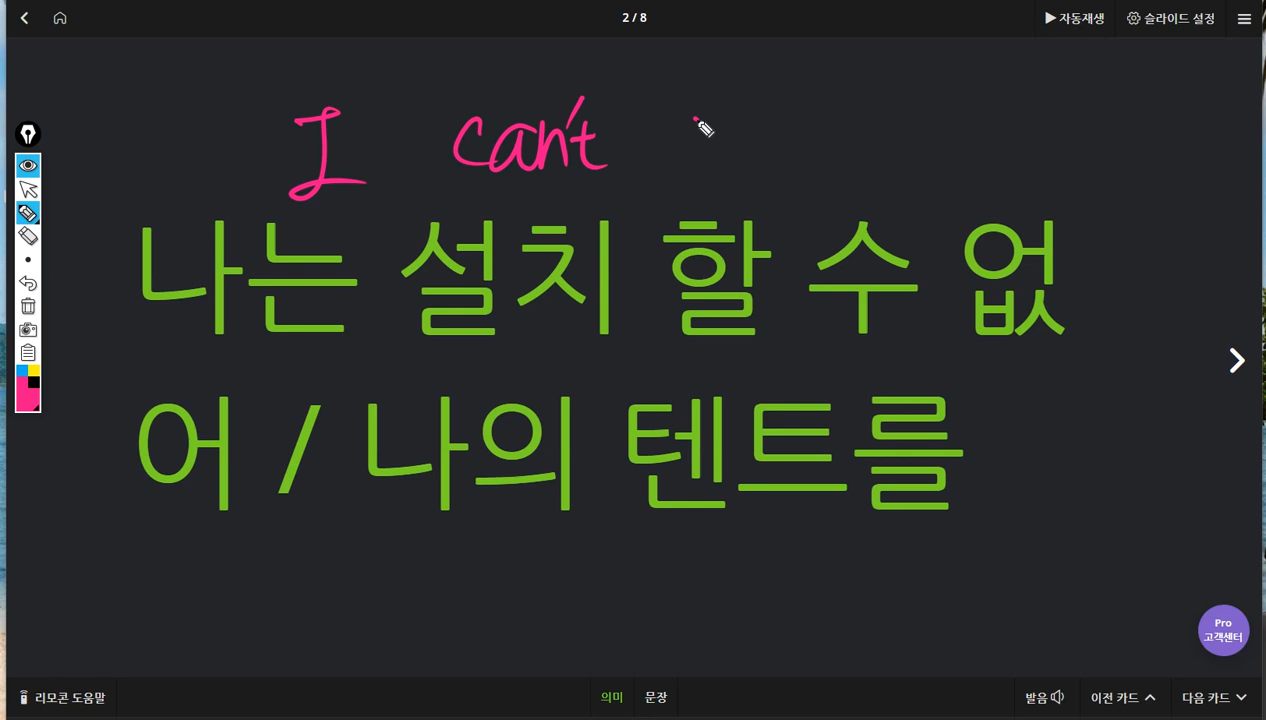 2 / 8
자동재생
슬라이드 설정
I can't
나는 설치 할 수 없
어 / 나의 텐트를
Pro
고객센터
리모콘 도움말
의미
문장
발음
이전 카드
다음 카드